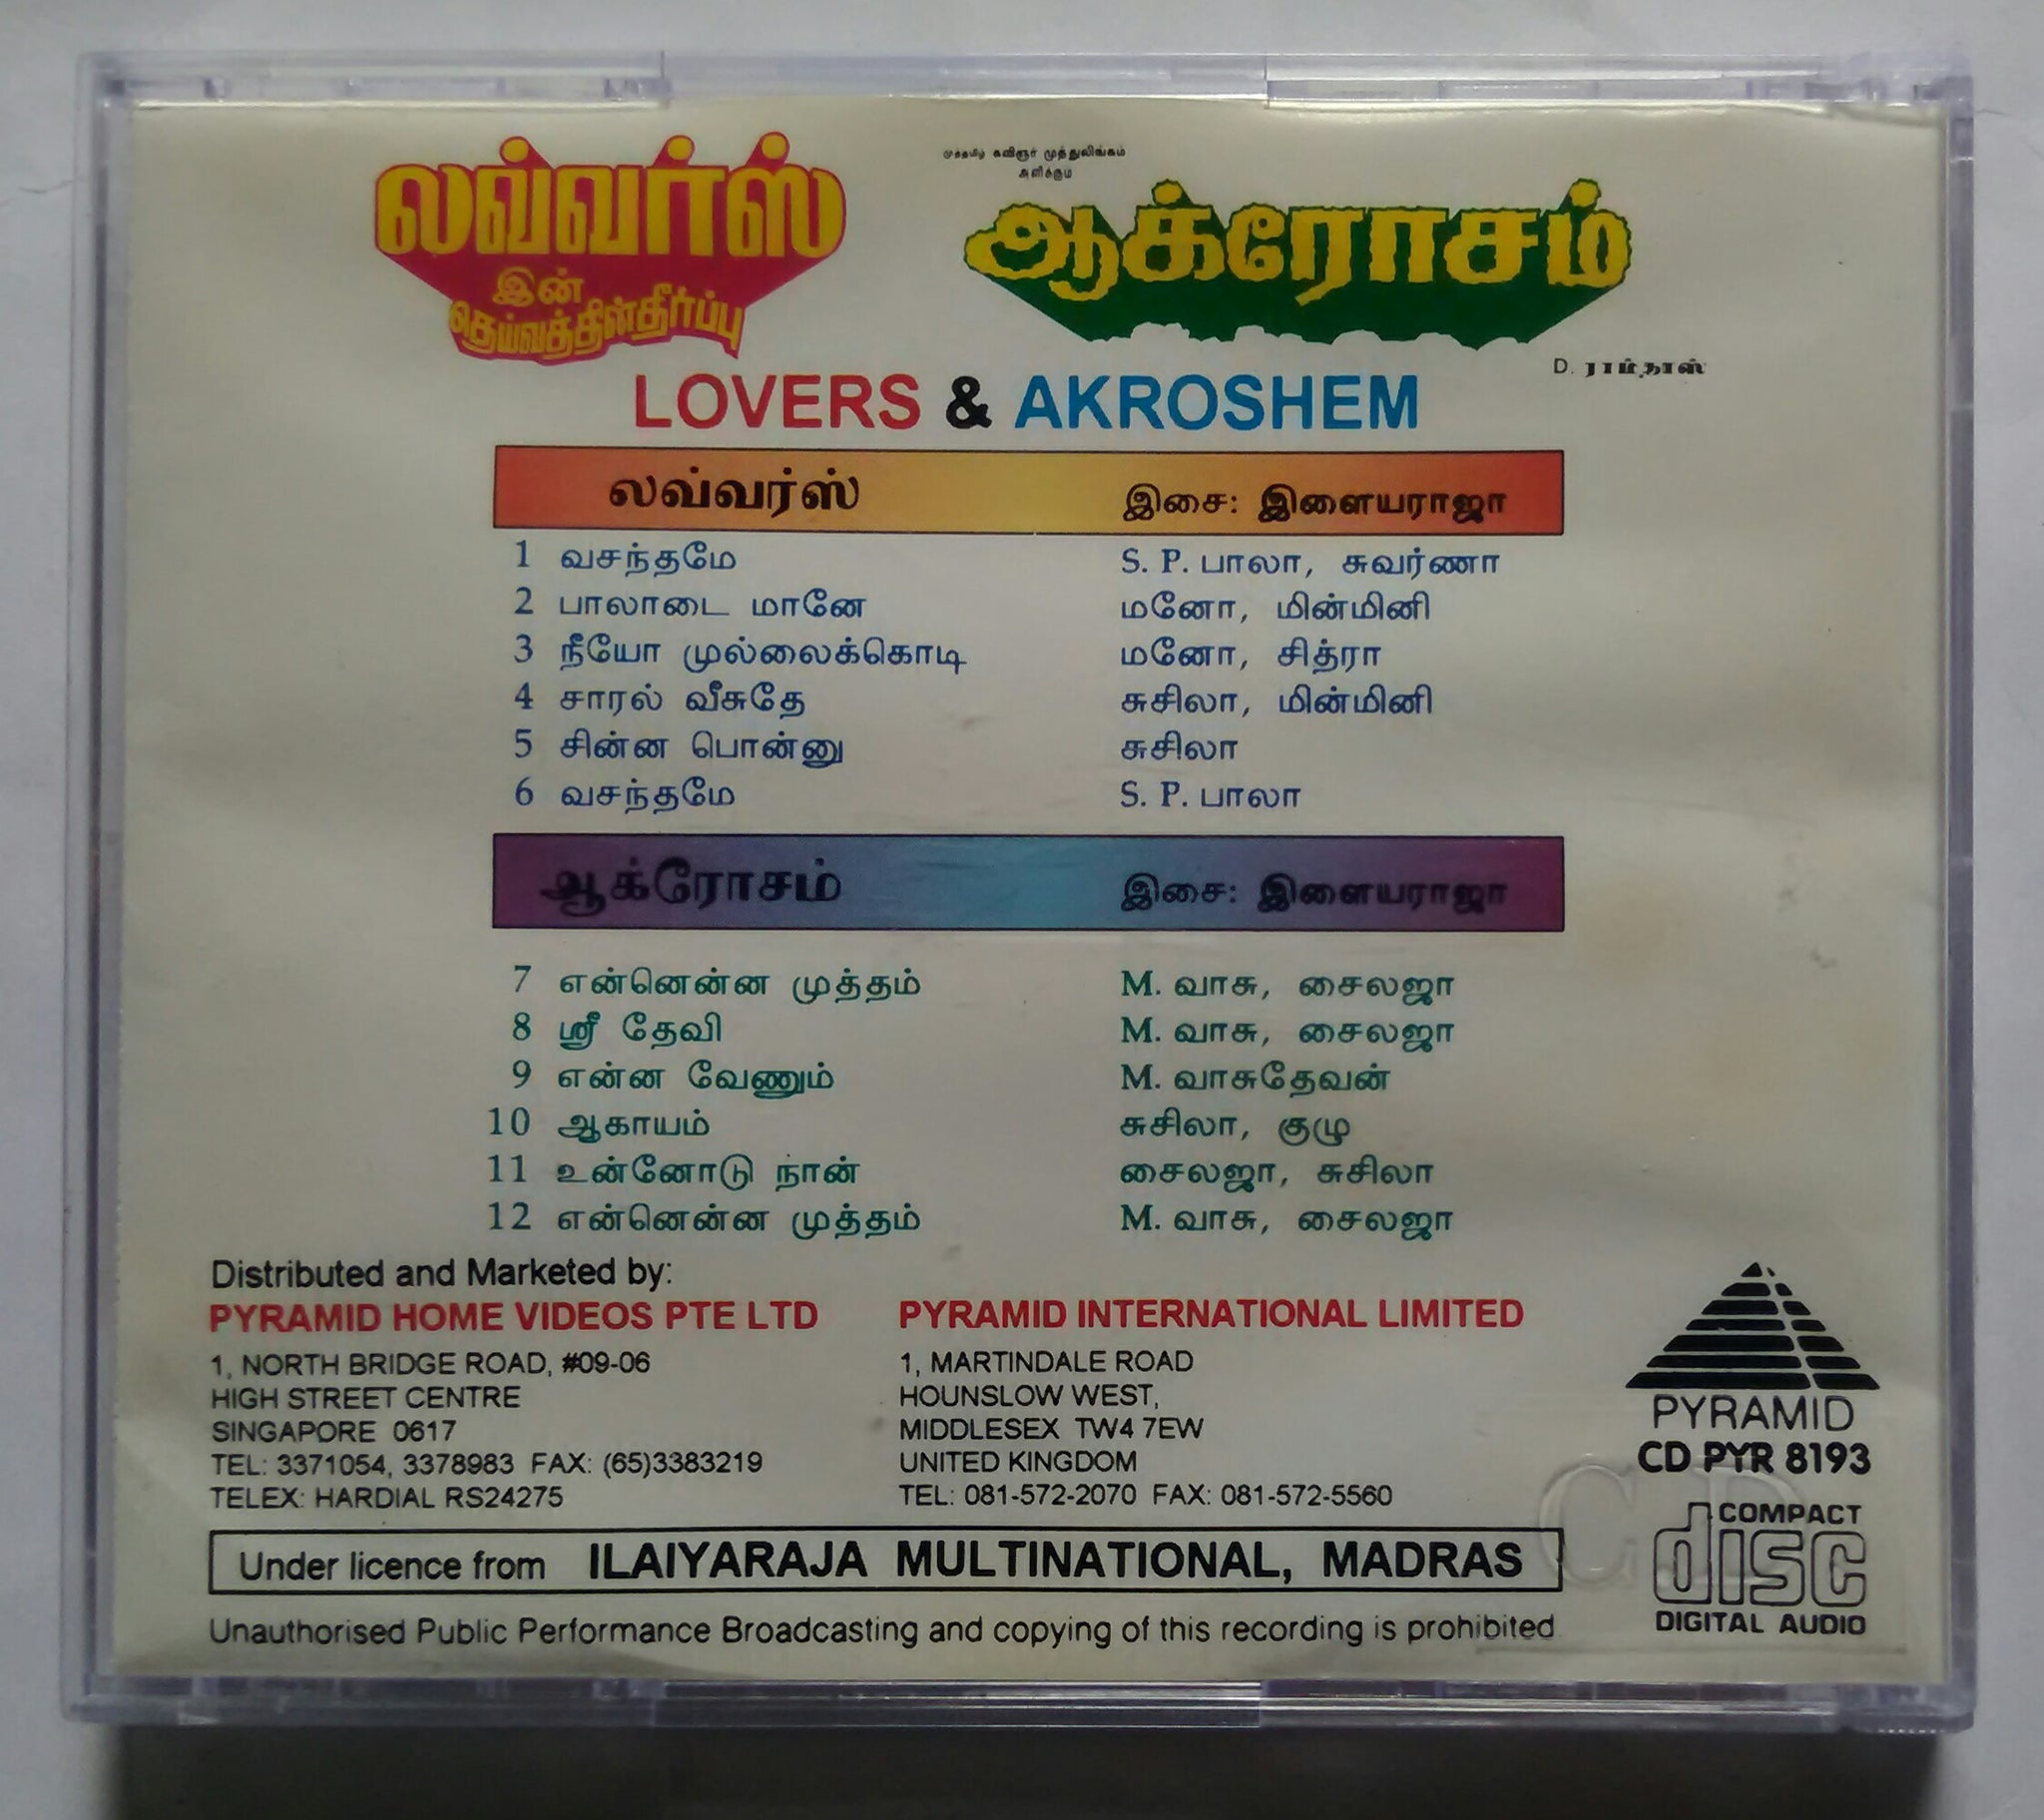 லவ்வர்ஸ்
இன்
தெய்வத்தின்தீர்ப்பு
முத்தமிழ் கவிஞர் முத்துலிங்கம்
அளிக்கும்
ஆக்ரோசம்
D. ராம்தாஸ்
LOVERS & AKROSHEM
லவ்வர்ஸ் இசை: இளையராஜா
1 வசந்தமே S. P. பாலா, சுவர்ணா
2 பாலாடை மானே மனோ, மின்மினி
3 நீயோ முல்லைக்கொடி மனோ, சித்ரா
4 சாரல் வீசுதே சுசிலா, மின்மினி
5 சின்ன பொன்னு சுசிலா
6 வசந்தமே S. P. பாலா
ஆக்ரோசம் இசை: இளையராஜா
7 என்னென்ன முத்தம் M. வாசு, சைலஜா
8 ஸ்ரீ தேவி M. வாசு, சைலஜா
9 என்ன வேணும் M. வாசுதேவன்
10 ஆகாயம் சுசிலா, குழு
11 உன்னோடு நான் சைலஜா, சுசிலா
12 என்னென்ன முத்தம் M. வாசு, சைலஜா
Distributed and Marketed by:
PYRAMID HOME VIDEOS PTE LTD
1, NORTH BRIDGE ROAD, #09-06
HIGH STREET CENTRE
SINGAPORE 0617
TEL: 3371054, 3378983 FAX: (65)3383219
TELEX: HARDIAL RS24275
PYRAMID INTERNATIONAL LIMITED
1, MARTINDALE ROAD
HOUNSLOW WEST,
MIDDLESEX TW4 7EW
UNITED KINGDOM
TEL: 081-572-2070 FAX: 081-572-5560
PYRAMID
CD PYR 8193
CD
COMPACT
disc
DIGITAL AUDIO
Under licence from ILAIYARAJA MULTINATIONAL, MADRAS
Unauthorised Public Performance Broadcasting and copying of this recording is prohibited